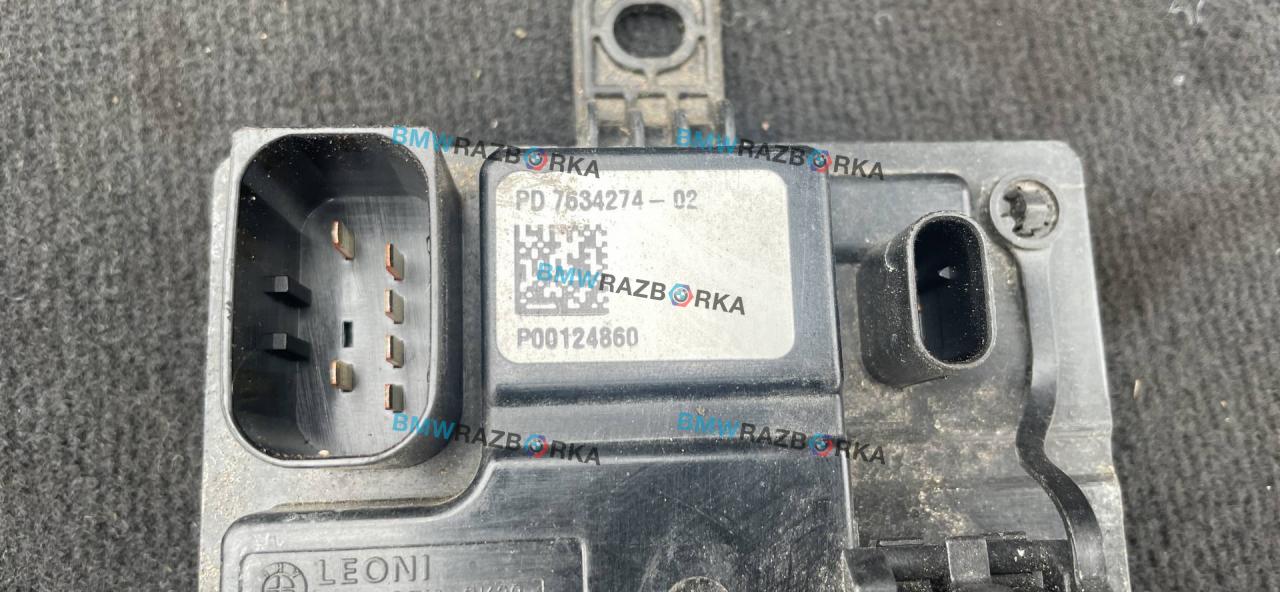 BMWRAZBORKA
BMWRAZBORKA
PD 7634274-02
BMWRAZBORKA
P00124860
BMWRAZBORKA
BMWRAZBORKA
LEONI